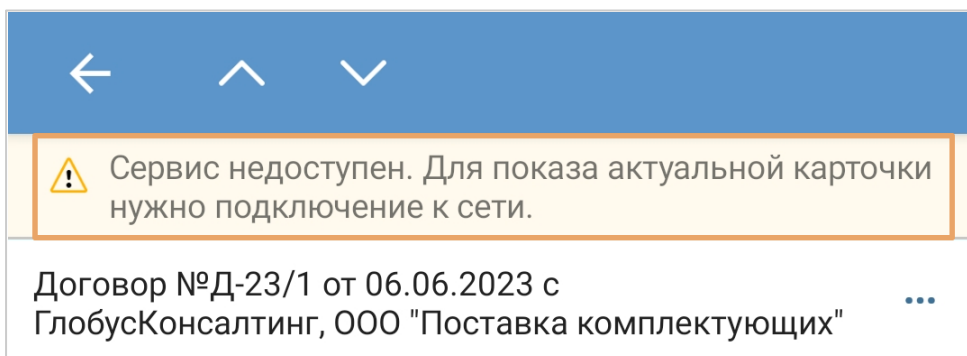 Сервис недоступен. Для показа актуальной карточки
нужно подключение к сети.
Договор №Д-23/1 от 06.06.2023 с
ГлобусКонсалтинг, ООО "Поставка комплектующих"